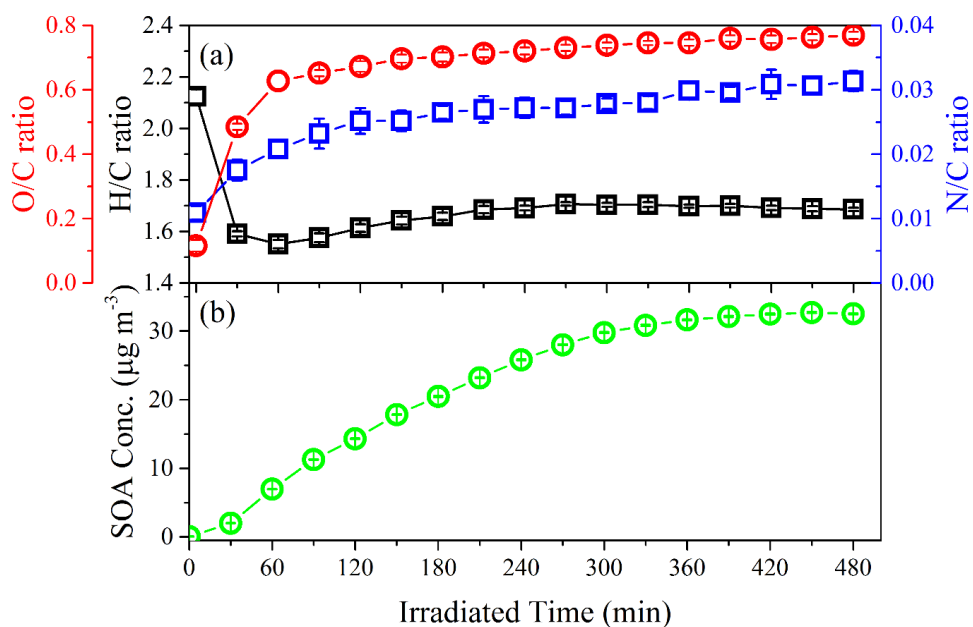 0.8 2.4 (a) 0.04
0.6 2.2 0.03
2.0
0.4 1.8 0.02
0.2 1.6 0.01
0.0 1.4 0.00
O/C ratio
H/C ratio
N/C ratio
(b)
30
20
10
0
SOA Conc. (µg m⁻³)
0 60 120 180 240 300 360 420 480
Irradiated Time (min)